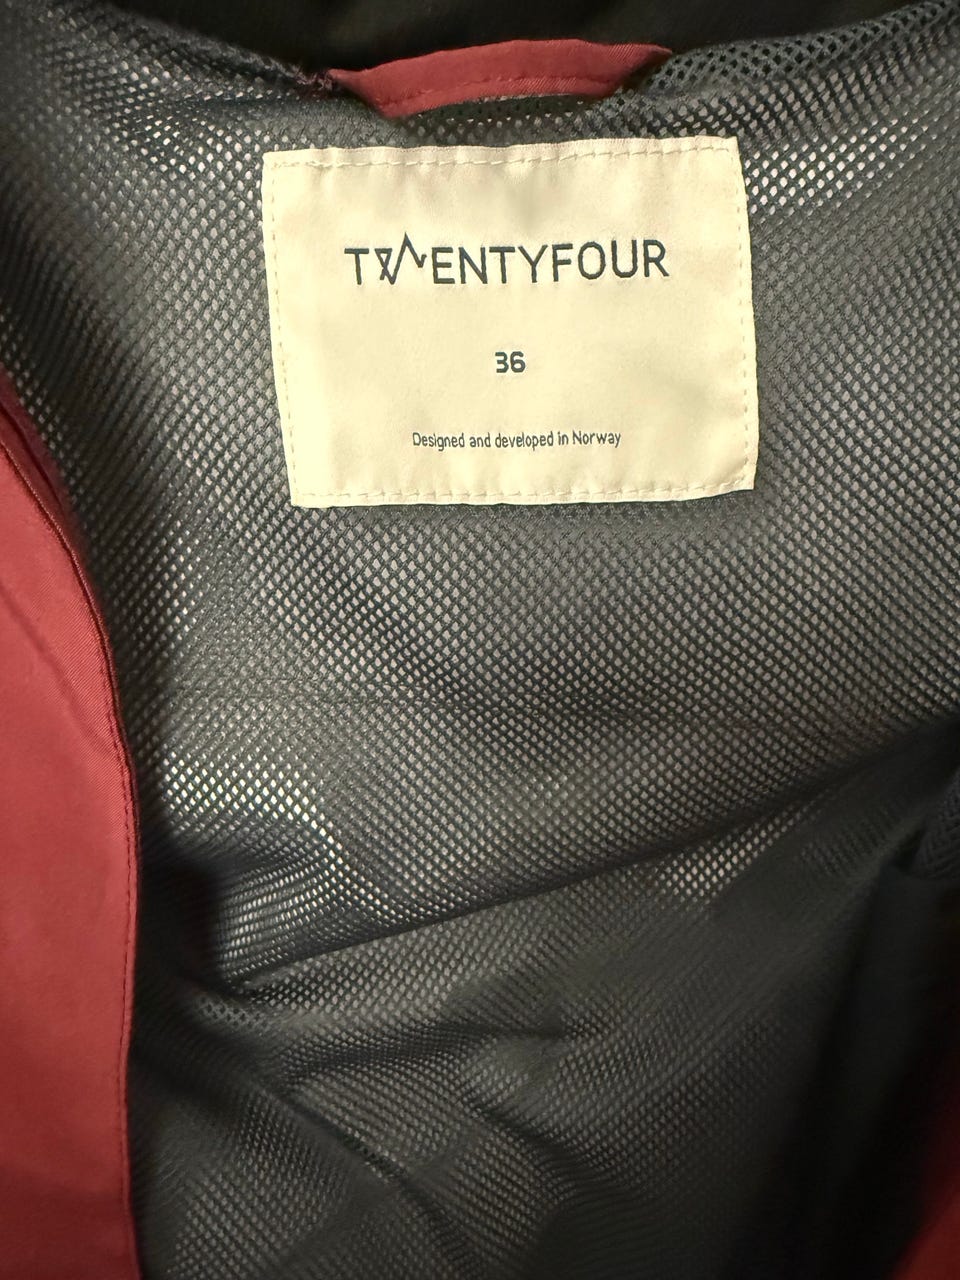 TWENTYFOUR
36
Designed and developed in Norway